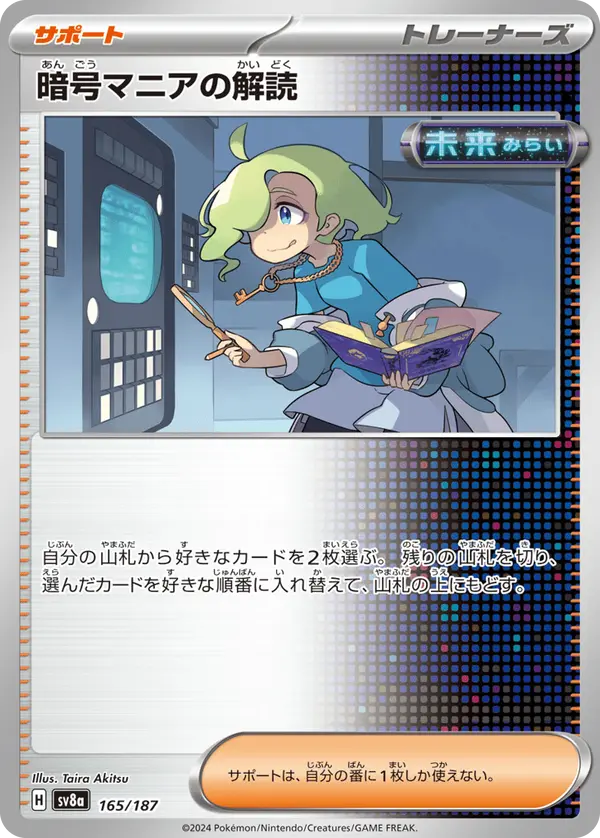 サポート トレーナーズ
あん ごう かい どく
暗号マニアの解読
未来 みらい
じぶん やまふだ す まいえら のこ やまふだ き
自分の山札から好きなカードを2枚選ぶ。残りの山札を切り、
えら す じゅんばん い か やまふだ うえ
選んだカードを好きな順番に入れ替えて、山札の上にもどす。
じぶん ばん まい つか
サポートは、自分の番に1枚しか使えない。
Illus. Taira Akitsu
H sv8a 165/187
©2024 Pokémon/Nintendo/Creatures/GAME FREAK.